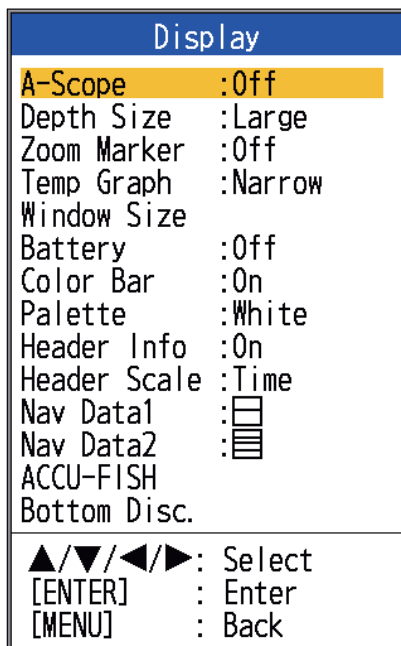 Display
A-Scope :Off
Depth Size :Large
Zoom Marker :Off
Temp Graph :Narrow
Window Size
Battery :Off
Color Bar :On
Palette :White
Header Info :On
Header Scale :Time
Nav Data1 :
Nav Data2 :
ACCU-FISH
Bottom Disc.
▲/▼/◀/▶: Select
[ENTER] : Enter
[MENU] : Back